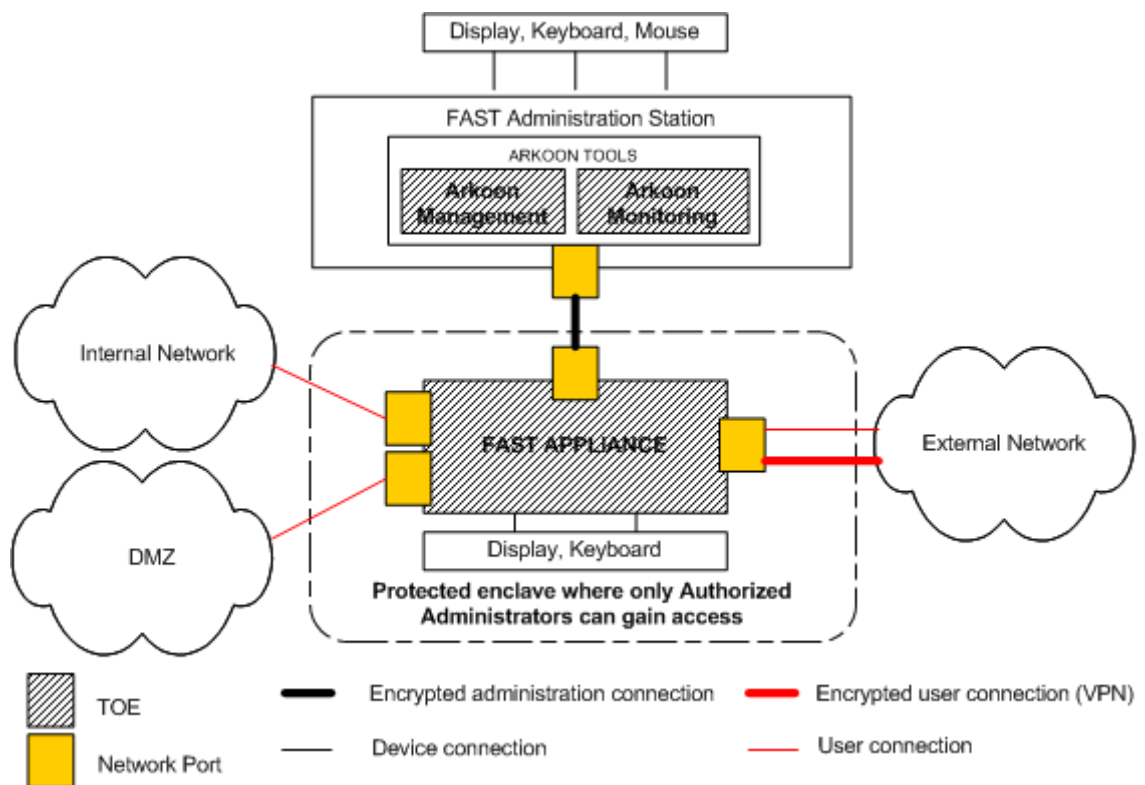 Display, Keyboard, Mouse
FAST Administration Station
ARKOON TOOLS
Arkoon
Management
Arkoon
Monitoring
Internal Network
FAST APPLIANCE
External Network
DMZ
Display, Keyboard
Protected enclave where only Authorized
Administrators can gain access
TOE
Encrypted administration connection
Encrypted user connection (VPN)
Network Port
Device connection
User connection